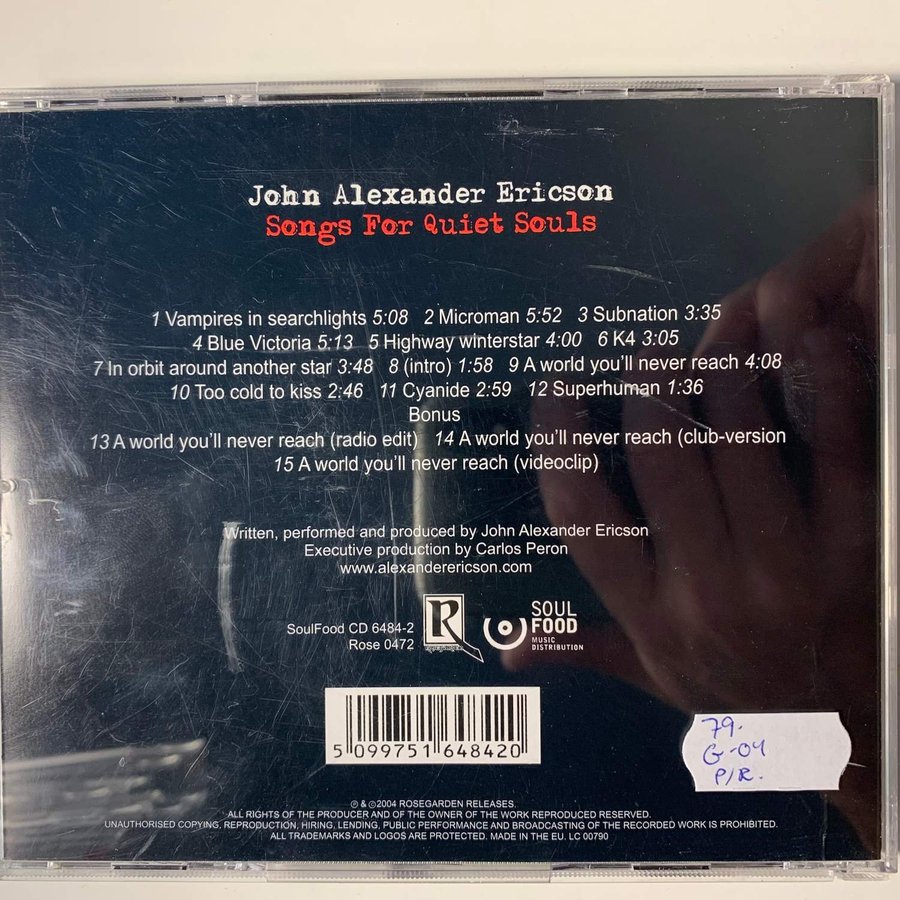 John Alexander Ericson
Songs For Quiet Souls
1 Vampires in searchlights 5:08 2 Microman 5:52 3 Subnation 3:35
4 Blue Victoria 5:13 5 Highway winterstar 4:00 6 K4 3:05
7 In orbit around another star 3:48 8 (intro) 1:58 9 A world you'll never reach 4:08
10 Too cold to kiss 2:46 11 Cyanide 2:59 12 Superhuman 1:36
Bonus
13 A world you'll never reach (radio edit) 14 A world you'll never reach (club-version
15 A world you'll never reach (videoclip)
Written, performed and produced by John Alexander Ericson
Executive production by Carlos Peron
www.alexanderericson.com
SoulFood CD 6484-2
Rose 0472
R
SOUL
FOOD
MUSIC
DISTRIBUTION
5 099751 648420
79.
G-04
P/R.
℗ & ©2004 ROSEGARDEN RELEASES.
ALL RIGHTS OF THE PRODUCER AND OF THE OWNER OF THE WORK REPRODUCED RESERVED.
UNAUTHORISED COPYING, REPRODUCTION, HIRING, LENDING, PUBLIC PERFORMANCE AND BROADCASTING OF THE RECORDED WORK IS PROHIBITED.
ALL TRADEMARKS AND LOGOS ARE PROTECTED. MADE IN THE EU. LC 00790